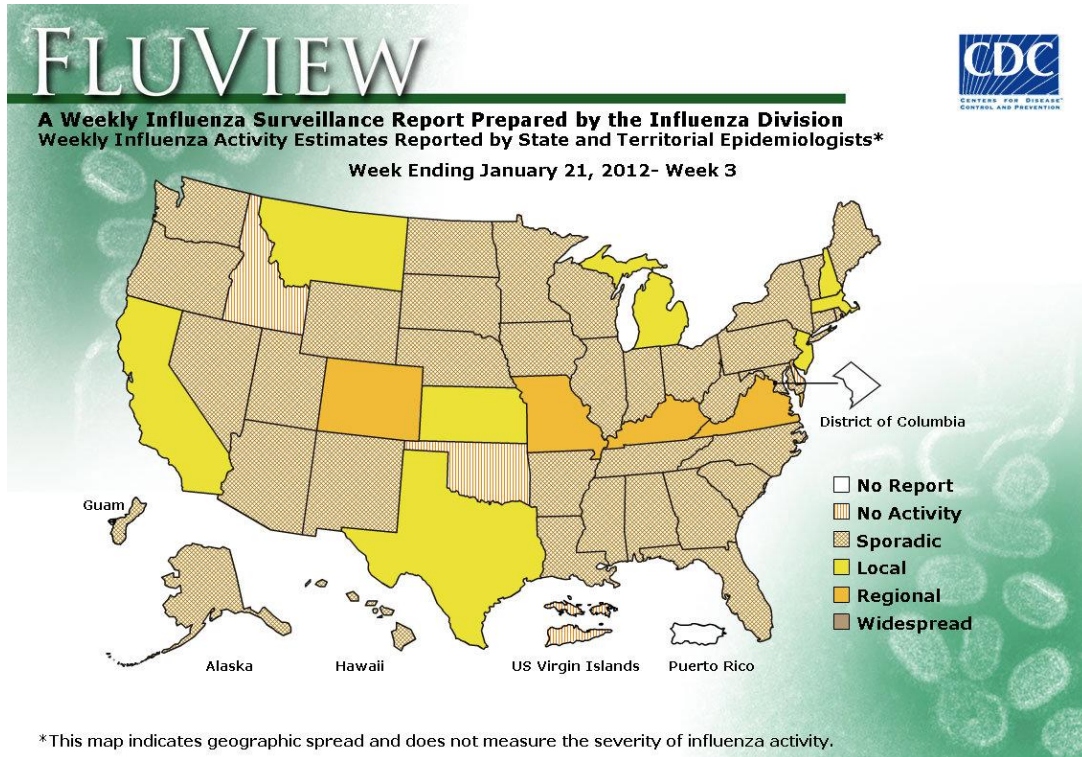 FLUVIEW
CDC
CENTERS FOR DISEASE™
CONTROL AND PREVENTION
A Weekly Influenza Surveillance Report Prepared by the Influenza Division
Weekly Influenza Activity Estimates Reported by State and Territorial Epidemiologists*
Week Ending January 21, 2012- Week 3
District of Columbia
Guam
No Report
No Activity
Sporadic
Local
Regional
Widespread
Alaska
Hawaii
US Virgin Islands
Puerto Rico
*This map indicates geographic spread and does not measure the severity of influenza activity.